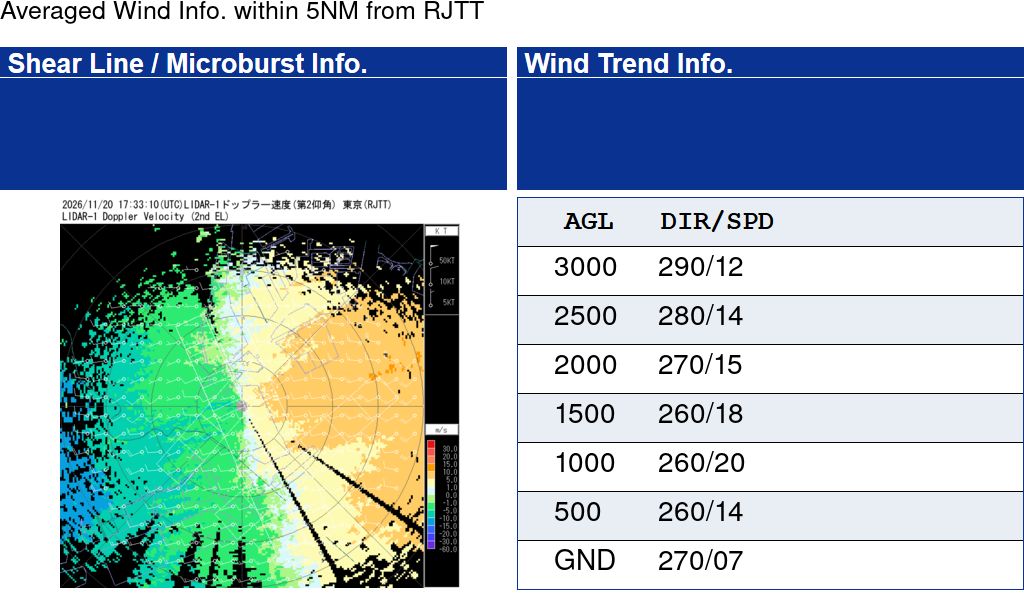 Averaged Wind Info. within 5NM from RJTT
Shear Line / Microburst Info.
Wind Trend Info.
2026/11/20 17:33:10(UTC)LIDAR-1ドップラー速度(第2仰角) 東京(RJTT)
LIDAR-1 Doppler Velocity (2nd EL)
KT
50KT
10KT
5KT
m/s
30.0
20.0
15.0
10.0
5.0
1.0
0.0
-1.0
-5.0
-10.0
-15.0
-20.0
-30.0
-60.0
AGL DIR/SPD
3000 290/12
2500 280/14
2000 270/15
1500 260/18
1000 260/20
500 260/14
GND 270/07